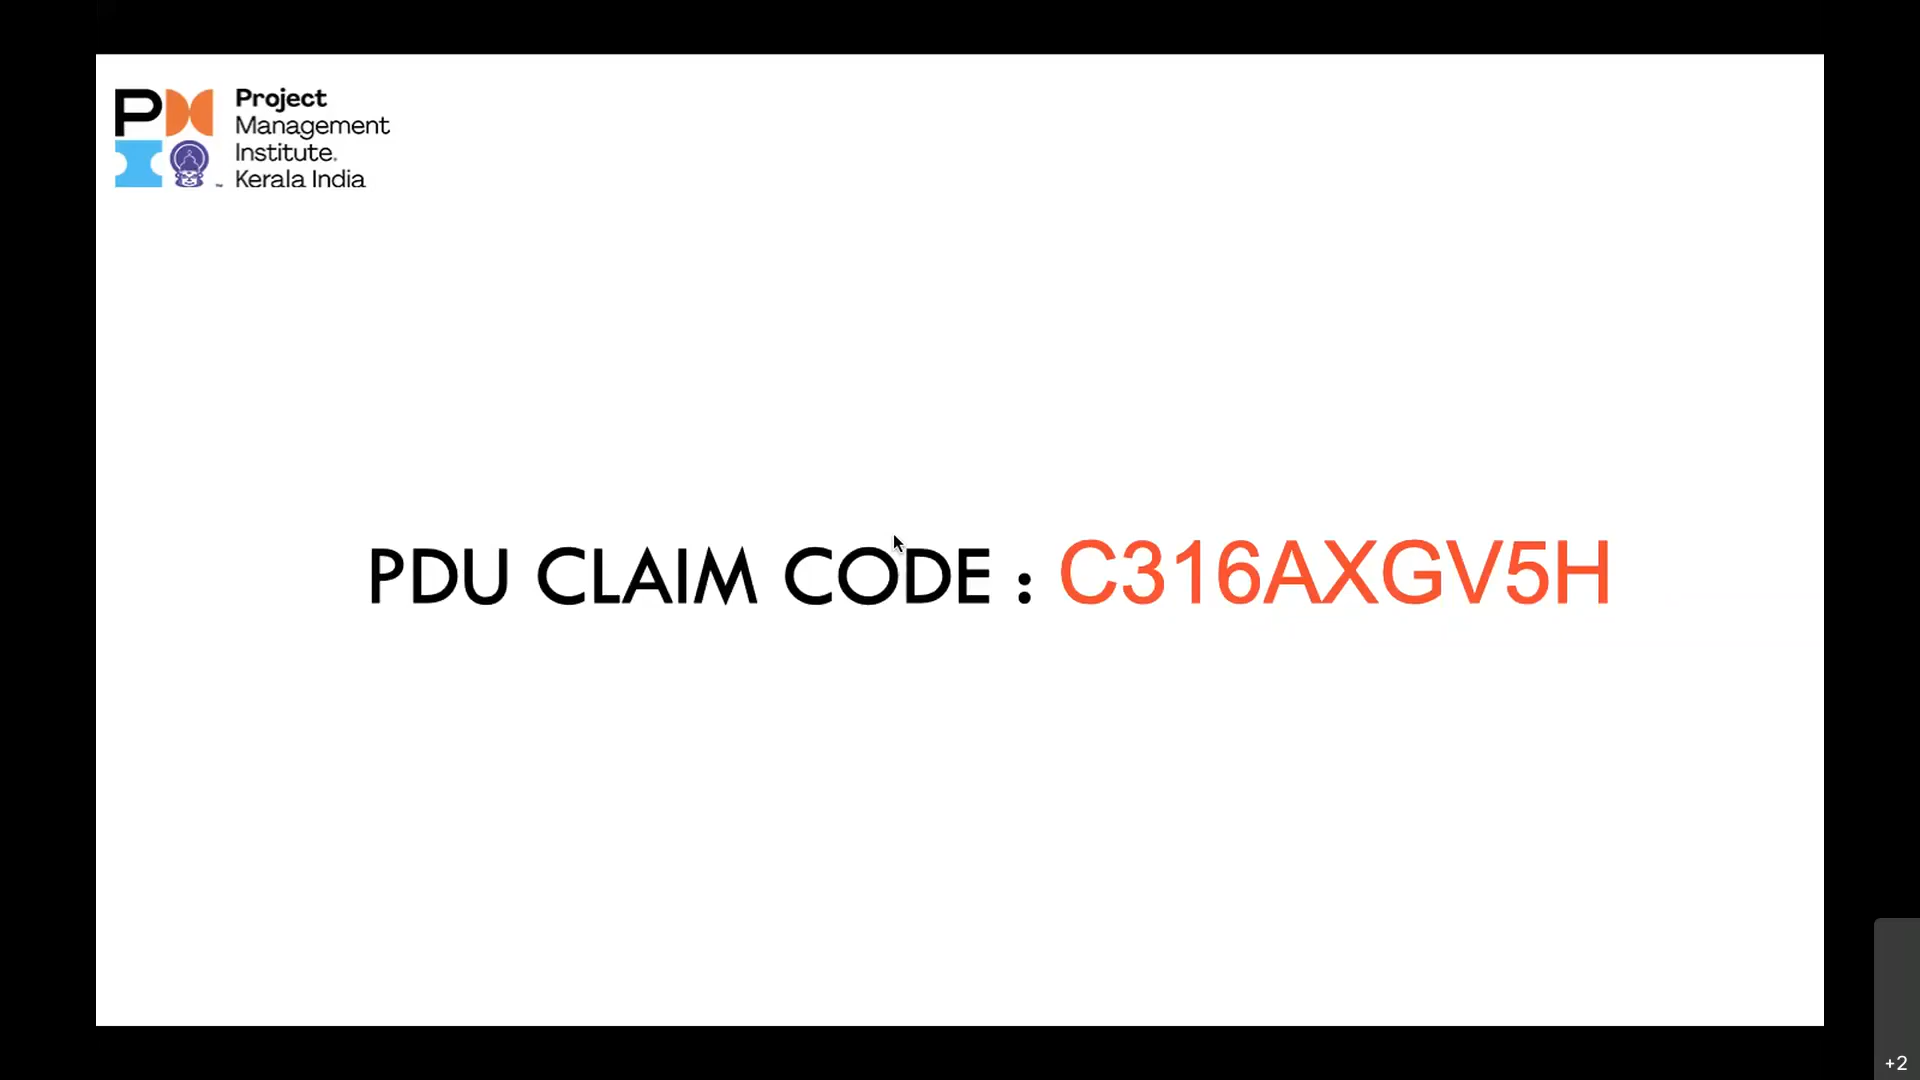 Project
Management
Institute.
Kerala India
PDU CLAIM CODE : C316AXGV5H
+2